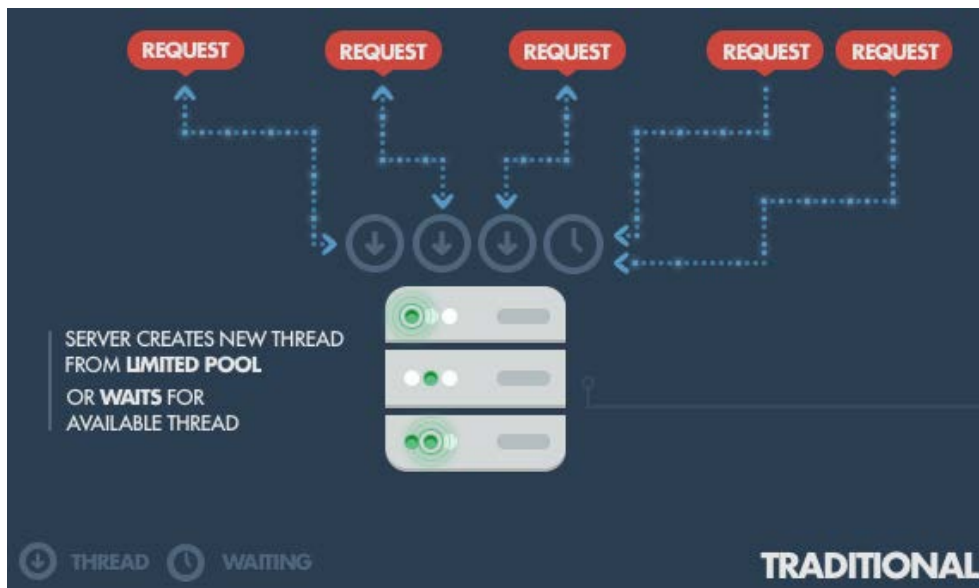 REQUEST
REQUEST
REQUEST
REQUEST
REQUEST
SERVER CREATES NEW THREAD
FROM LIMITED POOL
OR WAITS FOR
AVAILABLE THREAD
THREAD
WAITING
TRADITIONAL